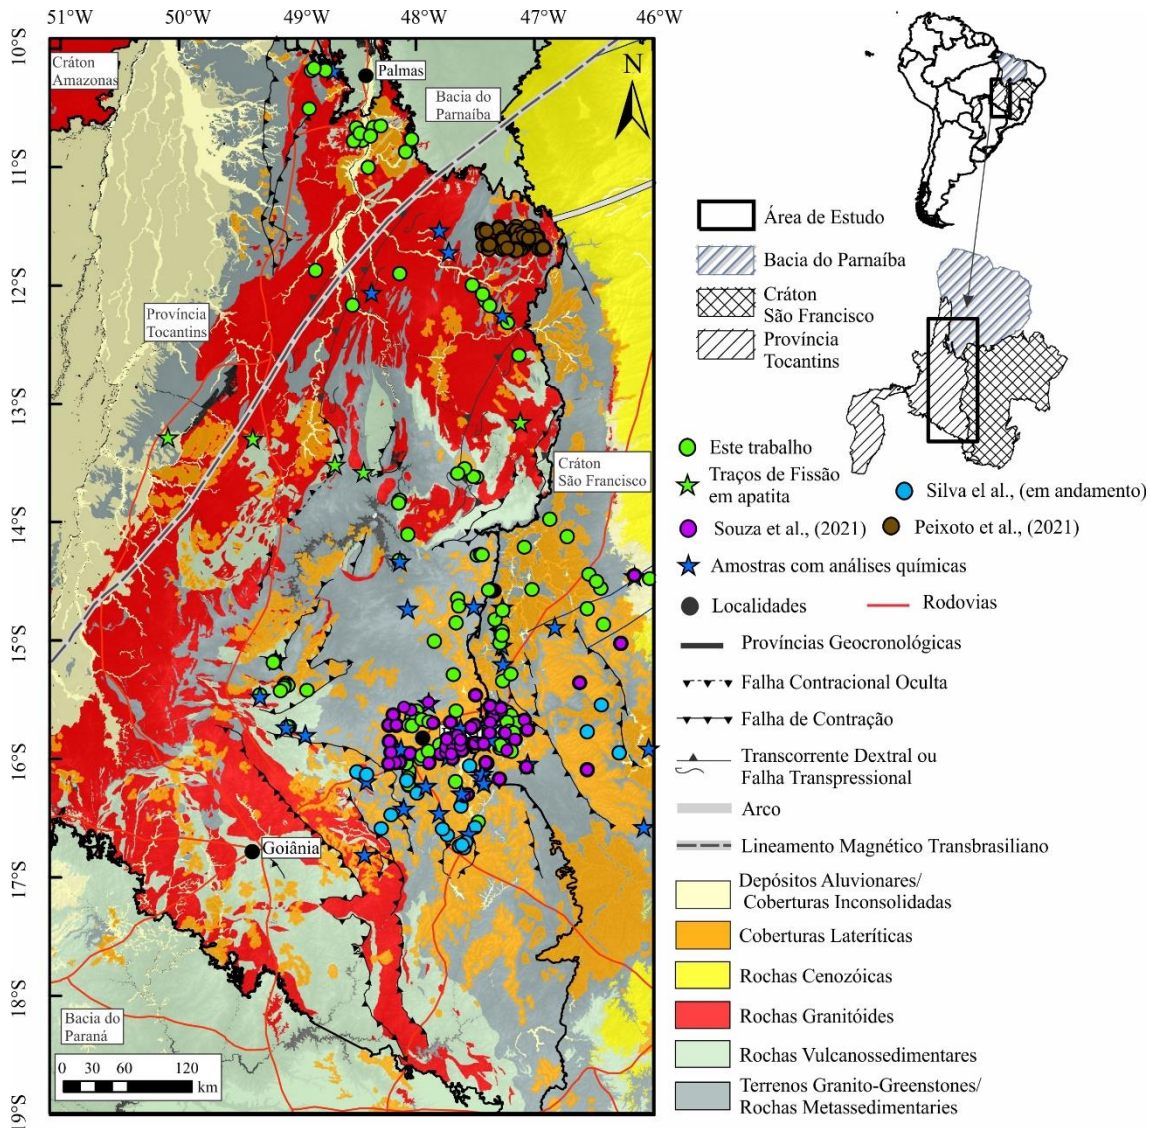 51°W 50°W 49°W 48°W 47°W 46°W
10°S
11°S
12°S
13°S
14°S
15°S
16°S
17°S
18°S
19°S
Cráton
Amazonas
Palmas
Bacia do
Parnaíba
N
Província
Tocantins
Cráton
São Francisco
Goiânia
Bacia do
Paraná
0 30 60 120
km
Área de Estudo
Bacia do Parnaíba
Cráton
São Francisco
Província
Tocantins
Este trabalho
Traços de Fissão
em apatita
Silva el al., (em andamento)
Souza et al., (2021)
Peixoto et al., (2021)
Amostras com análises químicas
Localidades
Rodovias
Províncias Geocronológicas
Falha Contracional Oculta
Falha de Contração
Transcorrente Dextral ou
Falha Transpressional
Arco
Lineamento Magnético Transbrasiliano
Depósitos Aluvionares/
Coberturas Inconsolidadas
Coberturas Lateríticas
Rochas Cenozóicas
Rochas Granitóides
Rochas Vulcanossedimentares
Terrenos Granito-Greenstones/
Rochas Metassedimentaries